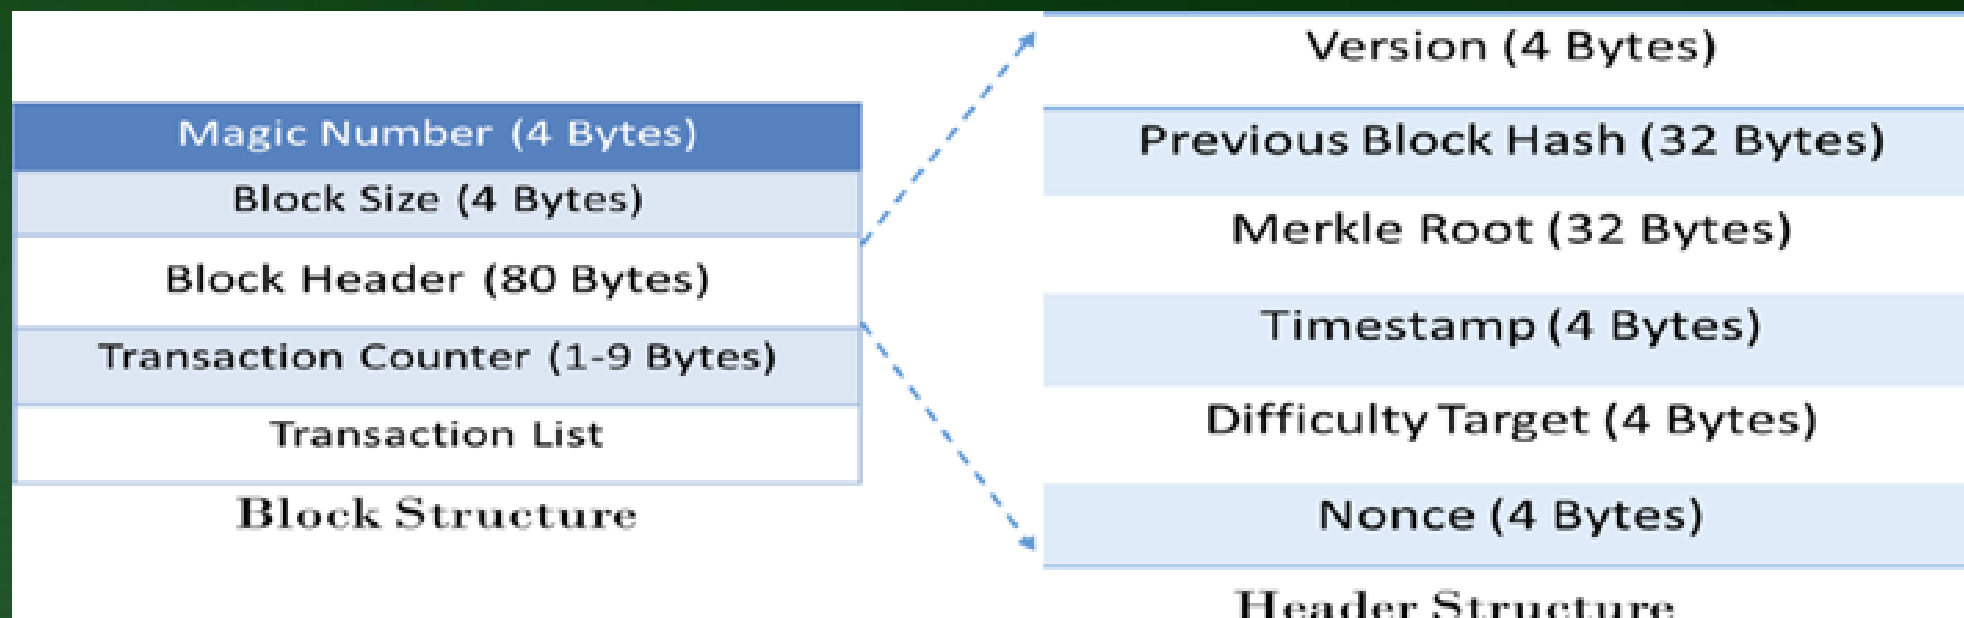 Magic Number (4 Bytes)
Block Size (4 Bytes)
Block Header (80 Bytes)
Transaction Counter (1-9 Bytes)
Transaction List
Block Structure
Version (4 Bytes)
Previous Block Hash (32 Bytes)
Merkle Root (32 Bytes)
Timestamp (4 Bytes)
Difficulty Target (4 Bytes)
Nonce (4 Bytes)
Header Structure